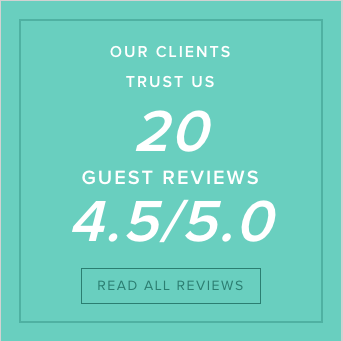 OUR CLIENTS
TRUST US
20
GUEST REVIEWS
4.5/5.0
READ ALL REVIEWS